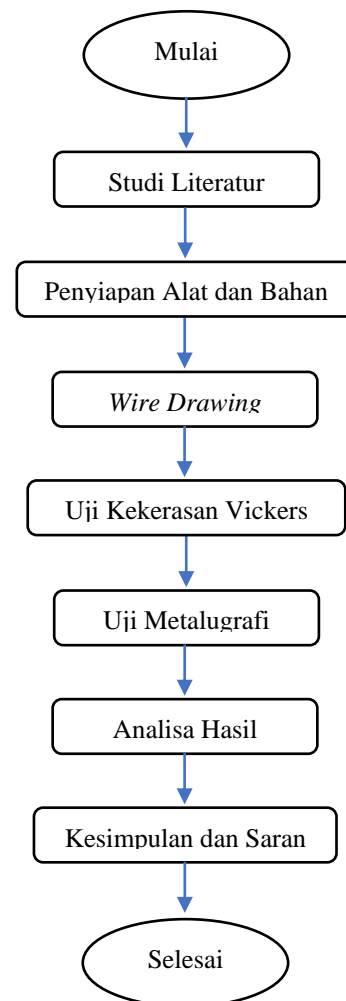 Mulai
Studi Literatur
Penyiapan Alat dan Bahan
Wire Drawing
Uji Kekerasan Vickers
Uji Metalugrafi
Analisa Hasil
Kesimpulan dan Saran
Selesai